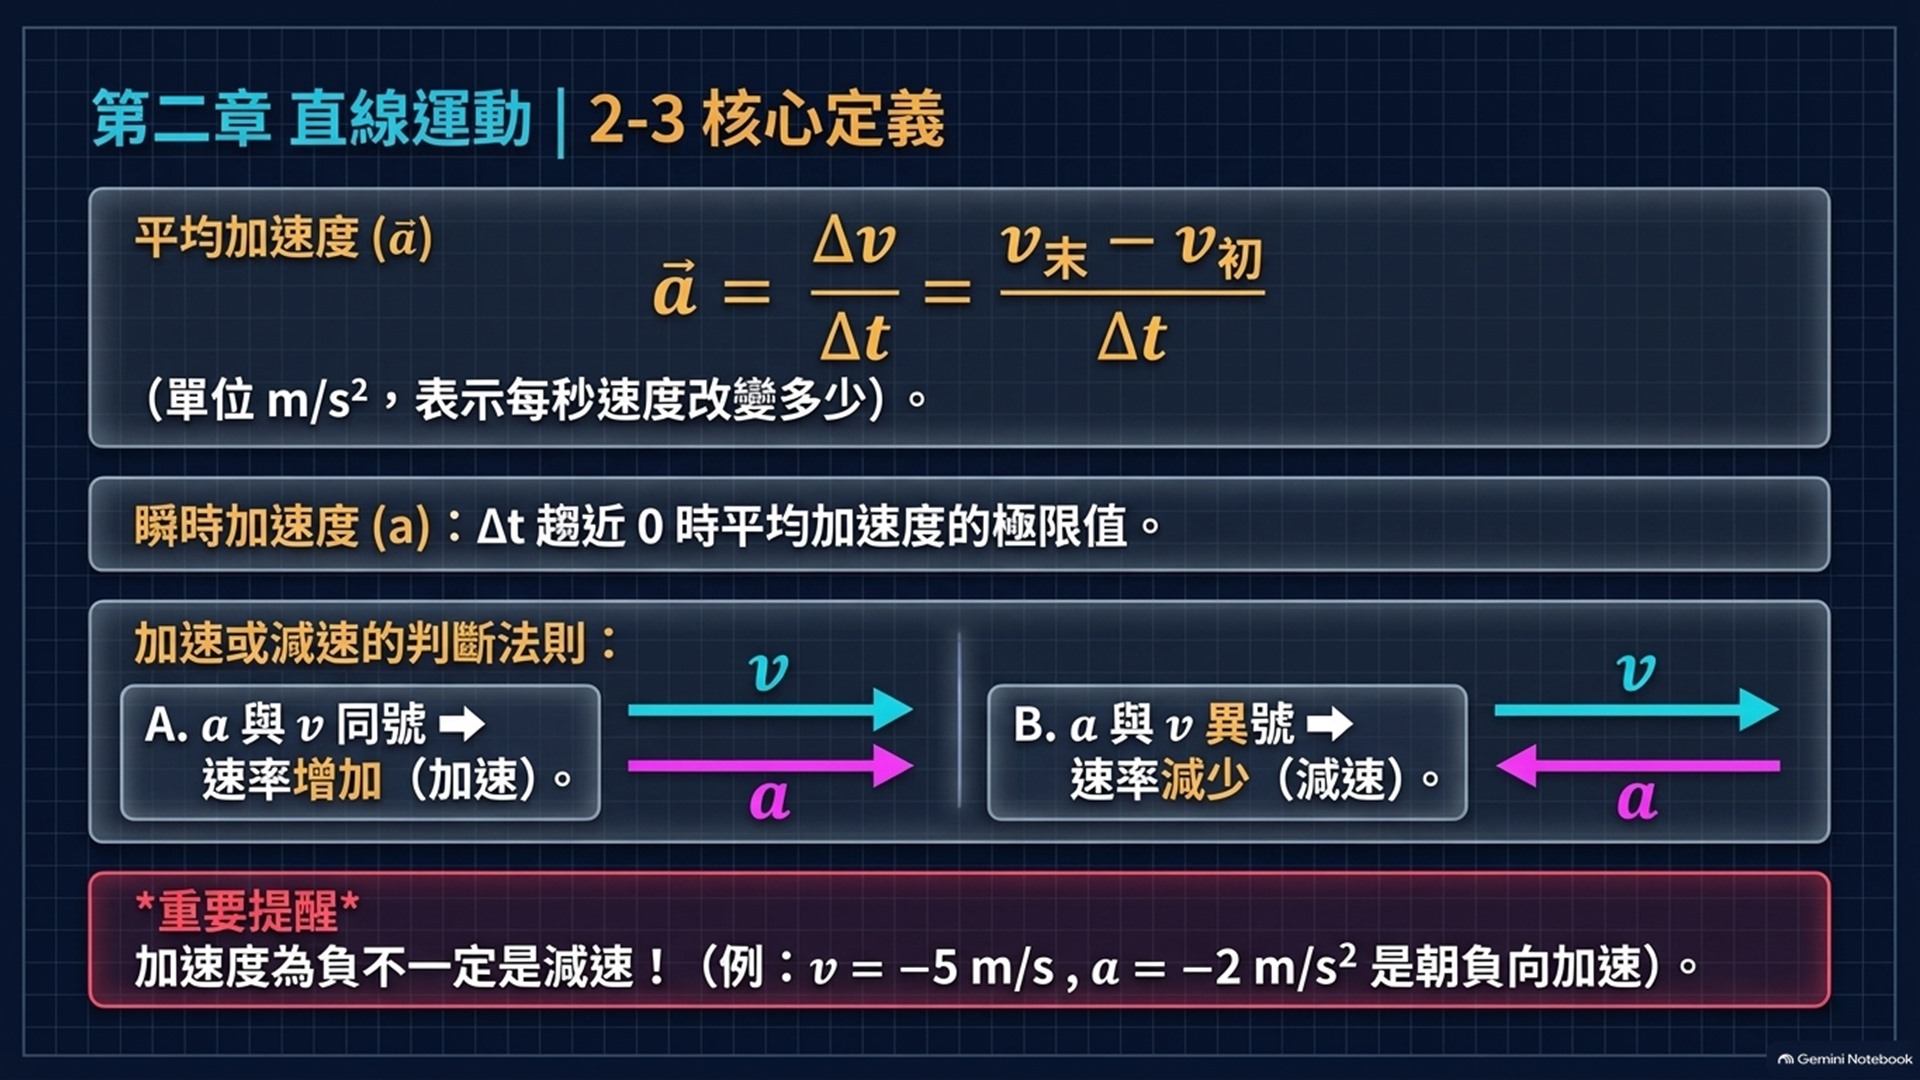 第二章 直線運動 | 2-3 核心定義
平均加速度 (a⃗)
a⃗ = Δv/Δt = (v末 − v初)/Δt
（單位 m/s²，表示每秒速度改變多少）。
瞬時加速度 (a)：Δt 趨近 0 時平均加速度的極限值。
加速或減速的判斷法則：
A. a 與 v 同號 ➡
速率增加（加速）。
v
a
B. a 與 v 異號 ➡
速率減少（減速）。
v
a
*重要提醒*
加速度為負不一定是減速！（例：v = −5 m/s , a = −2 m/s² 是朝負向加速）。
Gemini Notebook